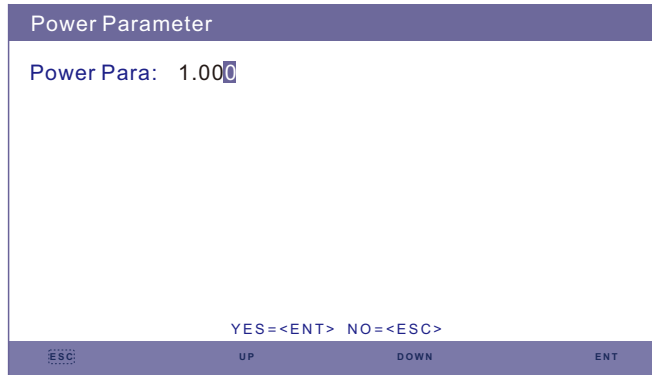 Power Parameter
Power Para: 1.000
YES=<ENT> NO=<ESC>
ESC UP DOWN ENT